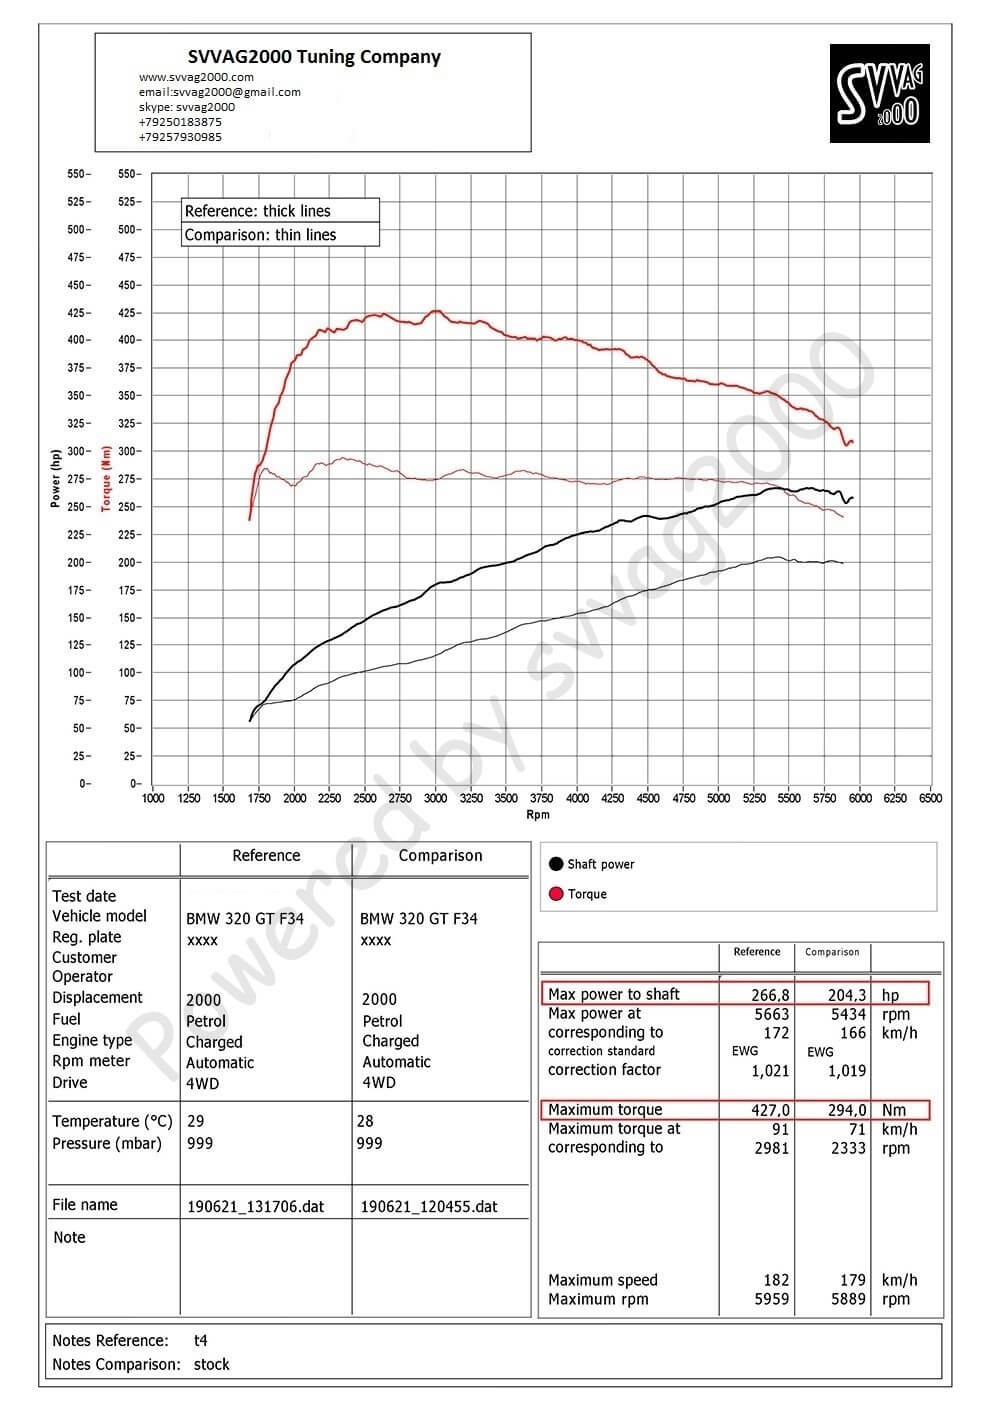 SVVAG2000 Tuning Company
www.svvag2000.com
email:svvag2000@gmail.com
skype: svvag2000
+79250183875
+79257930985
SVVAG
2000
Reference: thick lines
Comparison: thin lines
550 550
525 525
500 500
475 475
450 450
425 425
400 400
375 375
350 350
325 325
300 300
275 275
250 250
225 225
200 200
175 175
150 150
125 125
100 100
75 75
50 50
25 25
0 0
Power (hp)
Torque (Nm)
1000 1250 1500 1750 2000 2250 2500 2750 3000 3250 3500 3750 4000 4250 4500 4750 5000 5250 5500 5750 6000 6250 6500
Rpm
Powered by svvag2000
Reference Comparison
Test date
Vehicle model BMW 320 GT F34 BMW 320 GT F34
Reg. plate xxxx xxxx
Customer
Operator
Displacement 2000 2000
Fuel Petrol Petrol
Engine type Charged Charged
Rpm meter Automatic Automatic
Drive 4WD 4WD
Temperature (°C) 29 28
Pressure (mbar) 999 999
File name 190621_131706.dat 190621_120455.dat
Note
Shaft power
Torque
Reference Comparison
Max power to shaft 266,8 204,3 hp
Max power at 5663 5434 rpm
corresponding to 172 166 km/h
correction standard EWG EWG
correction factor 1,021 1,019
Maximum torque 427,0 294,0 Nm
Maximum torque at 91 71 km/h
corresponding to 2981 2333 rpm
Maximum speed 182 179 km/h
Maximum rpm 5959 5889 rpm
Notes Reference: t4
Notes Comparison: stock